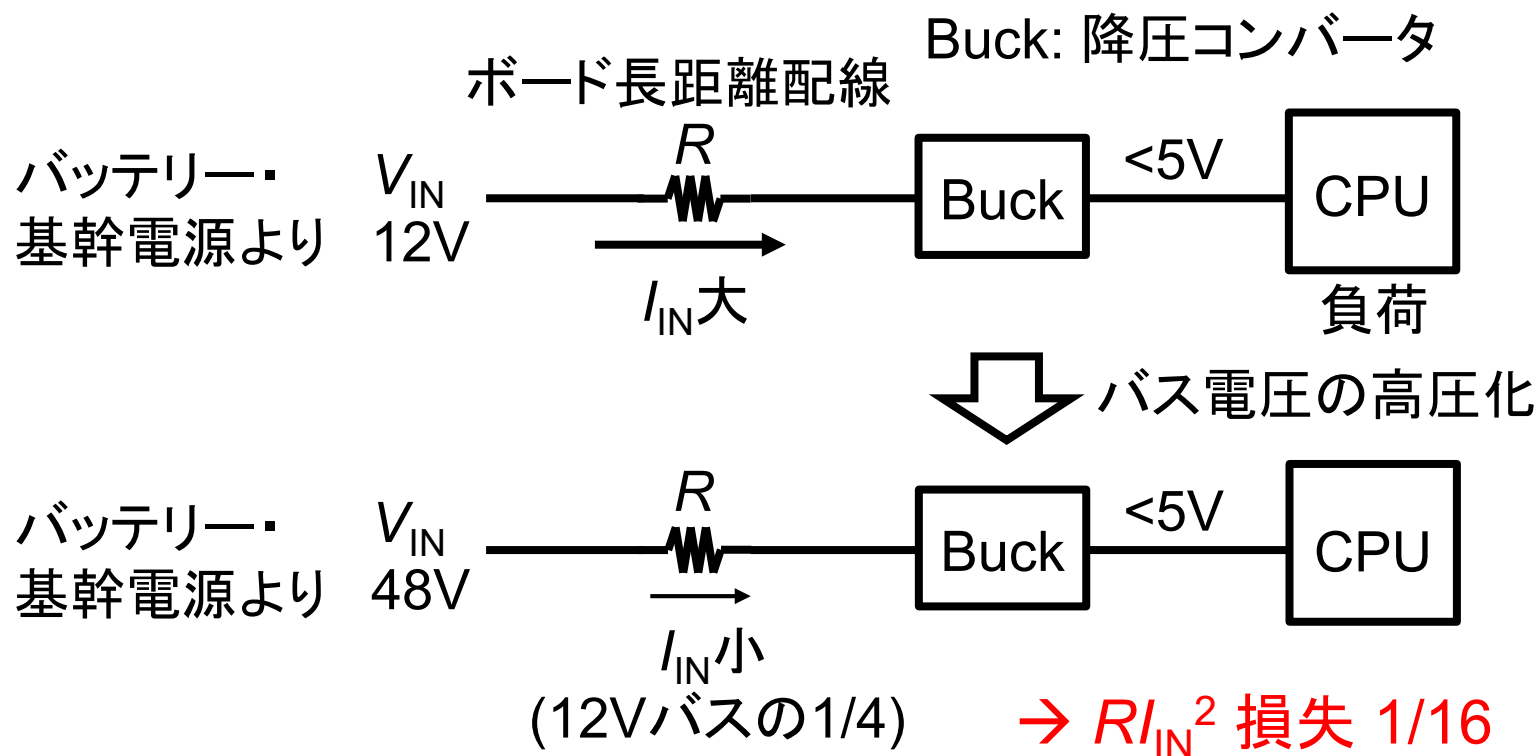 Buck: 降圧コンバータ
ボード長距離配線
バッテリー・
基幹電源より
V_IN
12V
R
I_IN大
Buck
<5V
CPU
負荷
バス電圧の高圧化
バッテリー・
基幹電源より
V_IN
48V
R
I_IN小
(12Vバスの1/4)
Buck
<5V
CPU
→ RI_IN² 損失 1/16